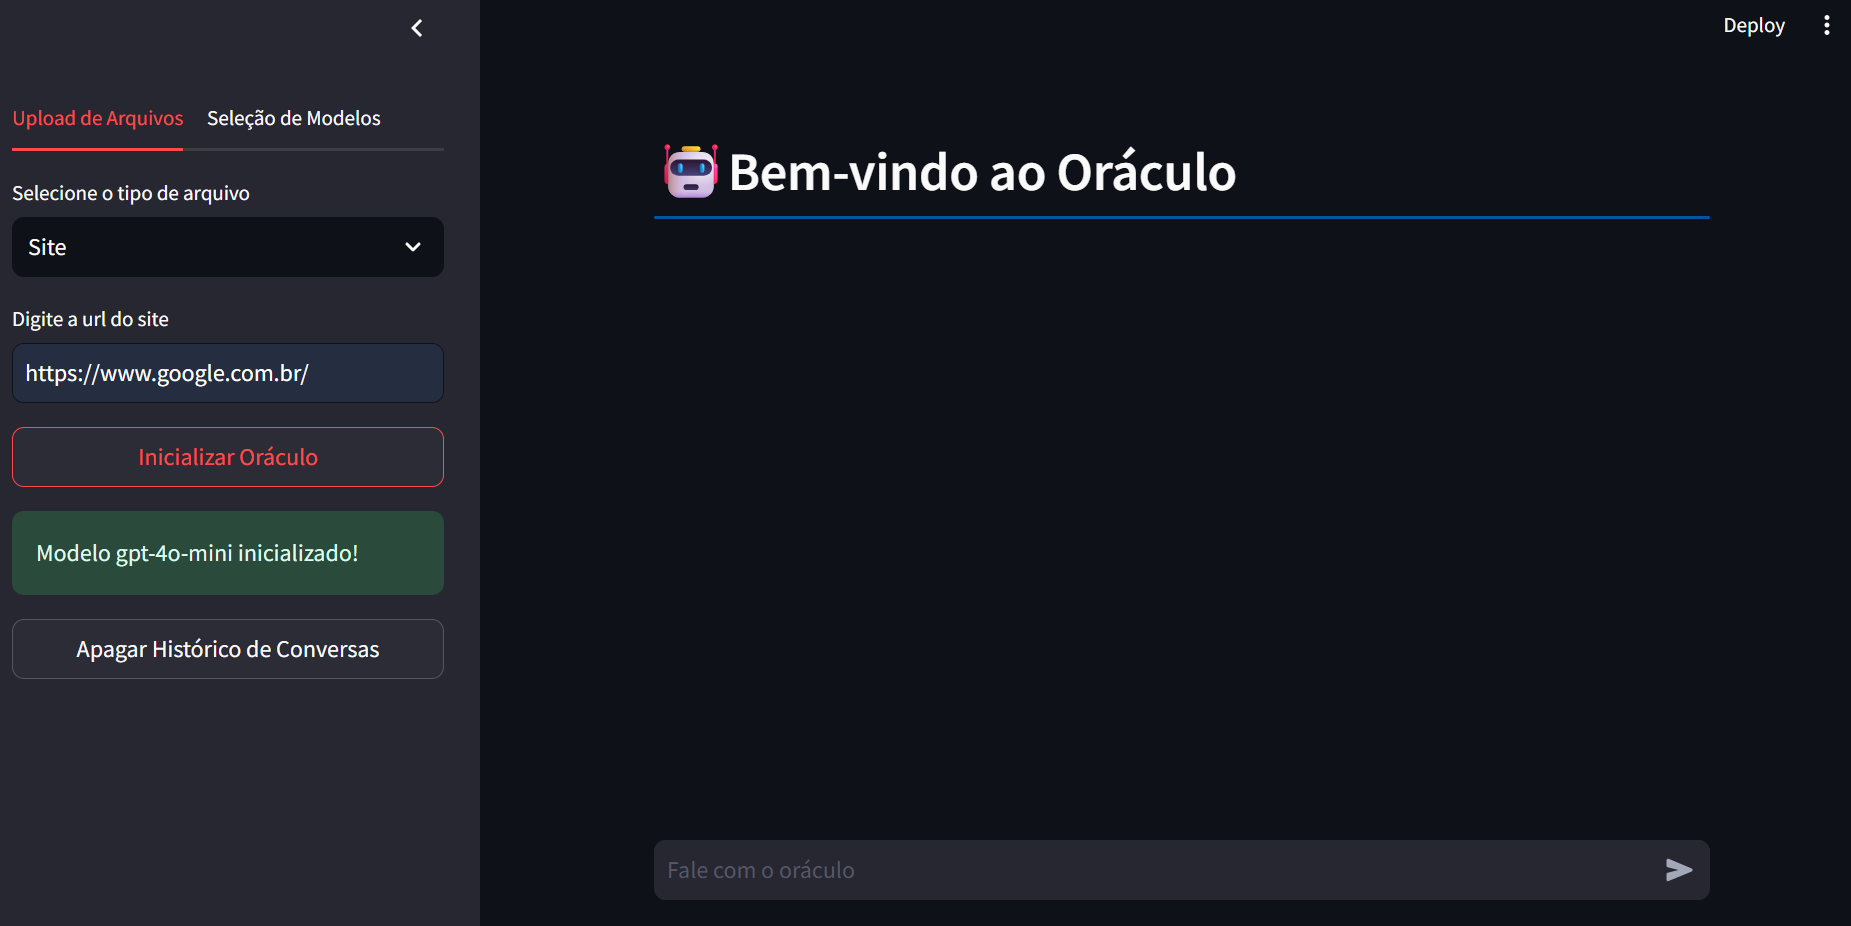 Deploy
Upload de Arquivos
Seleção de Modelos
Selecione o tipo de arquivo
Site
Digite a url do site
https://www.google.com.br/
Inicializar Oráculo
Modelo gpt-4o-mini inicializado!
Apagar Histórico de Conversas
Bem-vindo ao Oráculo
Fale com o oráculo